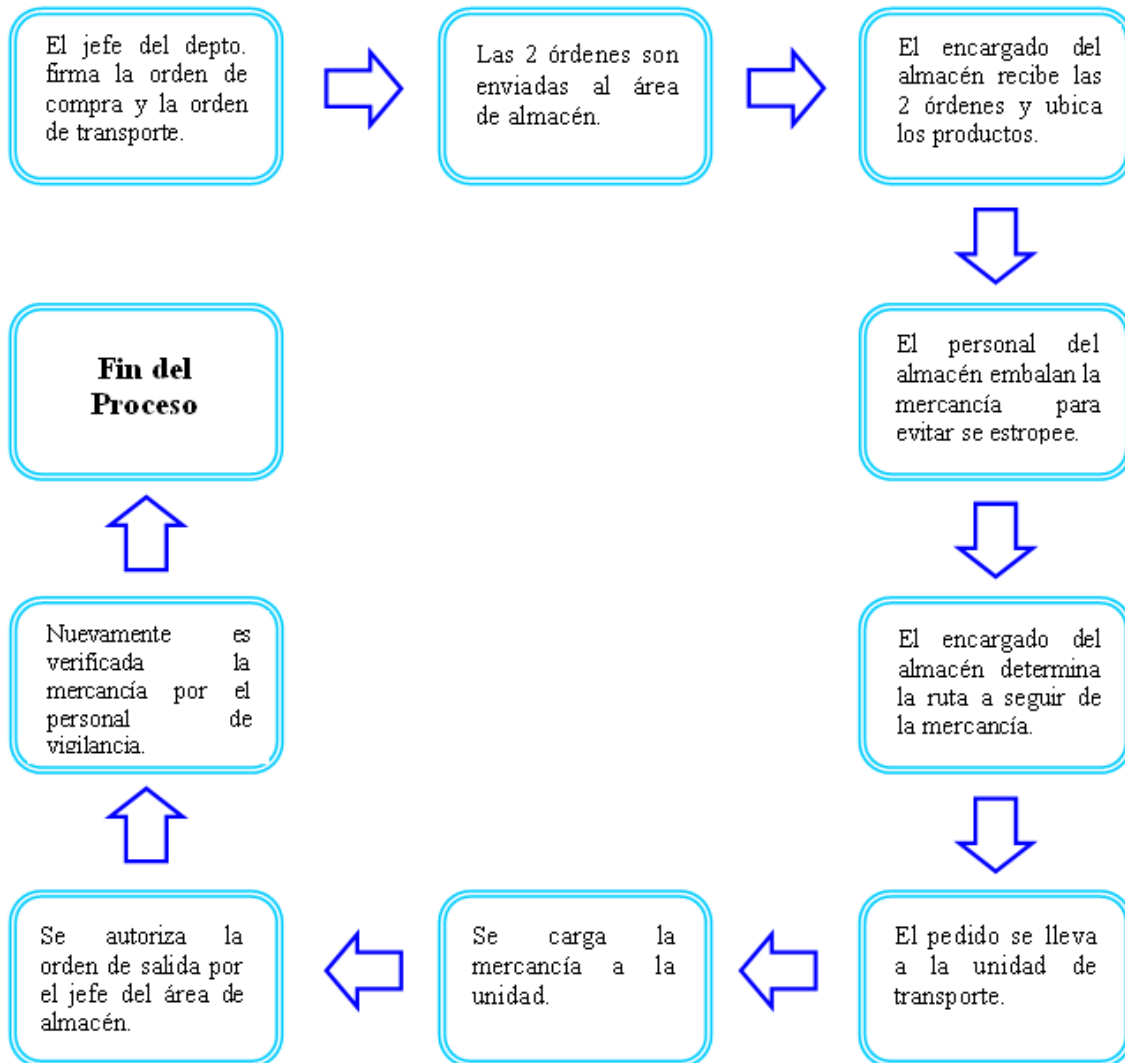 El jefe del depto.
firma la orden de
compra y la orden
de transporte.
Las 2 órdenes son
enviadas al área
de almacén.
El encargado del
almacén recibe las
2 órdenes y ubica
los productos.
El personal del
almacén embalan la
mercancía para
evitar se estropee.
El encargado del
almacén determina
la ruta a seguir de
la mercancía.
El pedido se lleva
a la unidad de
transporte.
Se carga la
mercancía a la
unidad.
Se autoriza la
orden de salida por
el jefe del área de
almacén.
Nuevamente es
verificada la
mercancía por el
personal de
vigilancia.
Fin del
Proceso